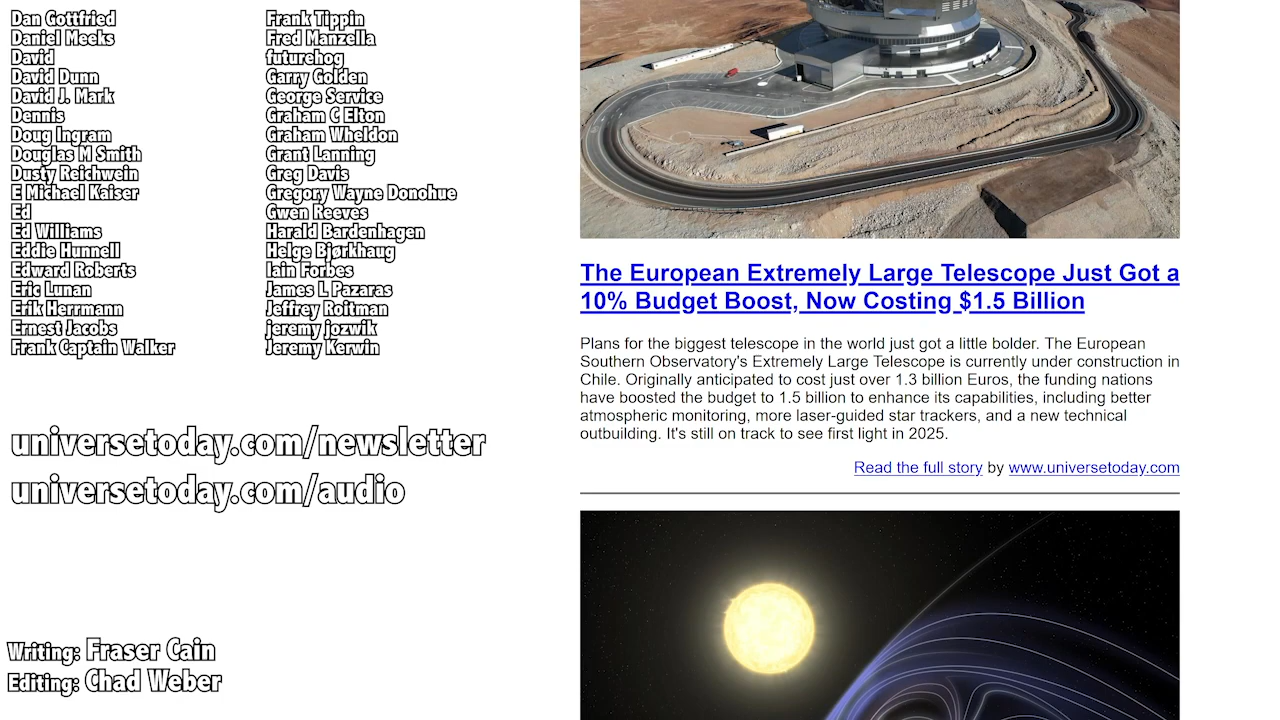 Dan Gottfried
Daniel Meeks
David
David Dunn
David J. Mark
Dennis
Doug Ingram
Douglas M Smith
Dusty Reichwein
E Michael Kaiser
Ed
Ed Williams
Eddie Hunnell
Edward Roberts
Eric Lunan
Erik Herrmann
Ernest Jacobs
Frank Captain Walker
Frank Tippin
Fred Manzella
futurehog
Garry Golden
George Service
Graham C Elton
Graham Wheldon
Grant Lanning
Greg Davis
Gregory Wayne Donohue
Gwen Reeves
Harald Bardenhagen
Helge Bjørkhaug
Iain Forbes
James L Pazaras
Jeffrey Roitman
jeremy jozwik
Jeremy Kerwin
universetoday.com/newsletter
universetoday.com/audio
Writing: Fraser Cain
Editing: Chad Weber
The European Extremely Large Telescope Just Got a
10% Budget Boost, Now Costing $1.5 Billion
Plans for the biggest telescope in the world just got a little bolder. The European
Southern Observatory's Extremely Large Telescope is currently under construction in
Chile. Originally anticipated to cost just over 1.3 billion Euros, the funding nations
have boosted the budget to 1.5 billion to enhance its capabilities, including better
atmospheric monitoring, more laser-guided star trackers, and a new technical
outbuilding. It's still on track to see first light in 2025.
Read the full story by www.universetoday.com